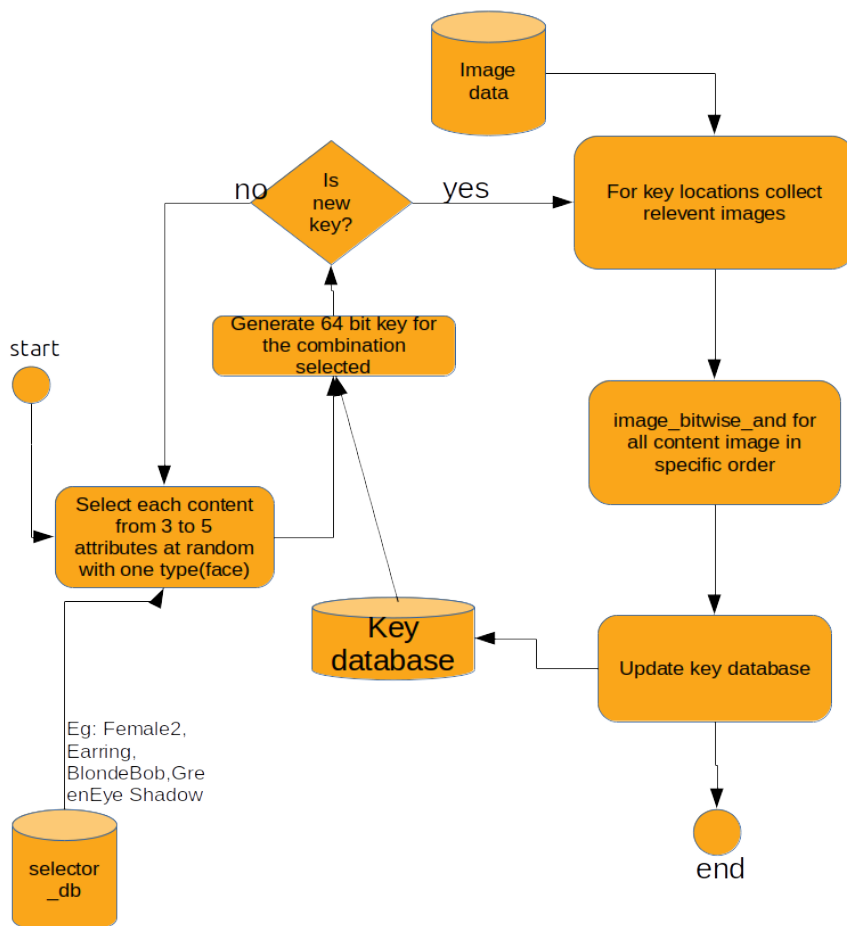 Image
data
no
Is
new
key?
yes
For key locations collect
relevent images
Generate 64 bit key for
the combination
selected
start
image_bitwise_and for
all content image in
specific order
Select each content
from 3 to 5
attributes at random
with one type(face)
Key
database
Update key database
Eg: Female2,
Earring,
BlondeBob,Gre
enEye Shadow
selector
_db
end